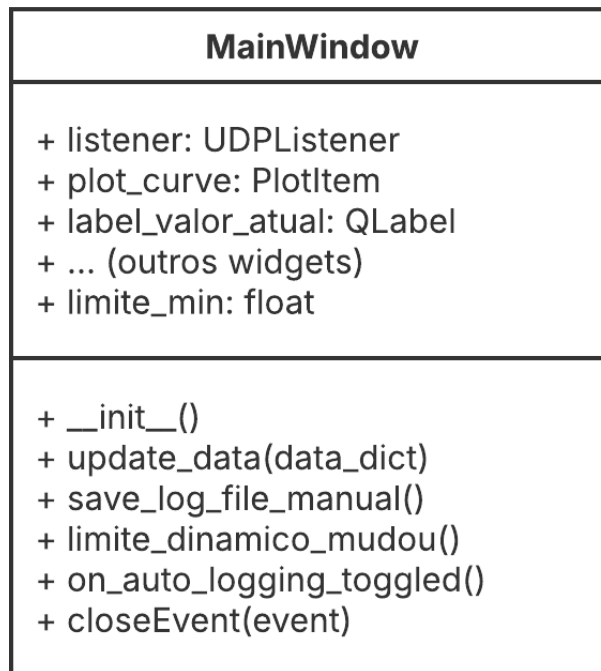 MainWindow
+ listener: UDPListener
+ plot_curve: PlotItem
+ label_valor_atual: QLabel
+ ... (outros widgets)
+ limite_min: float
+ __init__()
+ update_data(data_dict)
+ save_log_file_manual()
+ limite_dinamico_mudou()
+ on_auto_logging_toggled()
+ closeEvent(event)